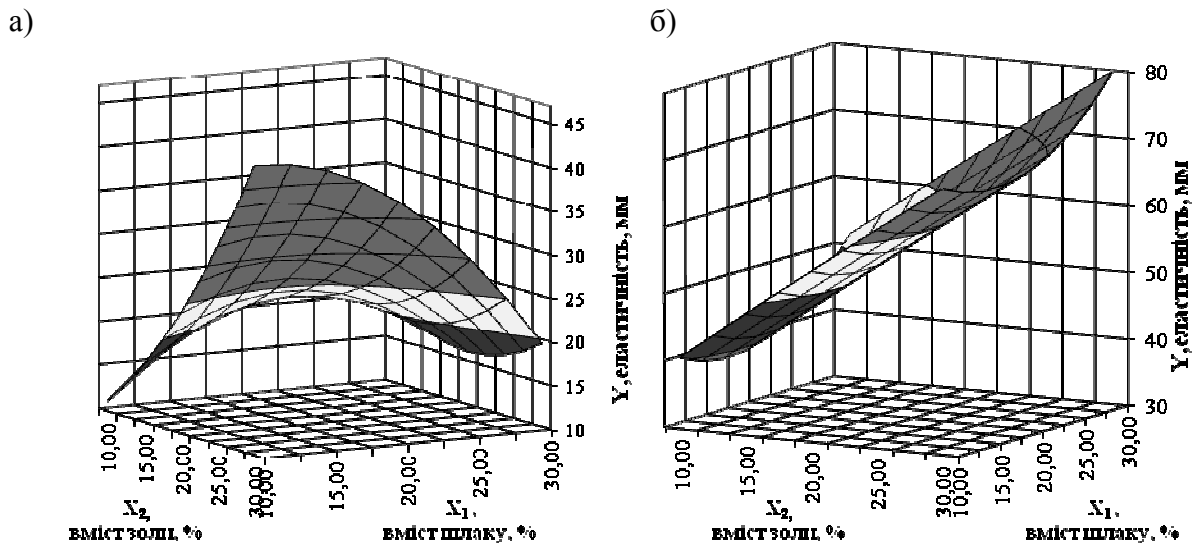 а)
б)
45
40
35
30
25
20
15
10
Y, еластичність, мм
10,00
15,00
20,00
25,00
30,00
X2,
вміст золи, %
10,00
15,00
20,00
25,00
30,00
X1,
вміст шлаку, %
80
70
60
50
40
30
Y, еластичність, мм
10,00
15,00
20,00
25,00
30,00
X2,
вміст золи, %
10,00
15,00
20,00
25,00
30,00
X1,
вміст шлаку, %